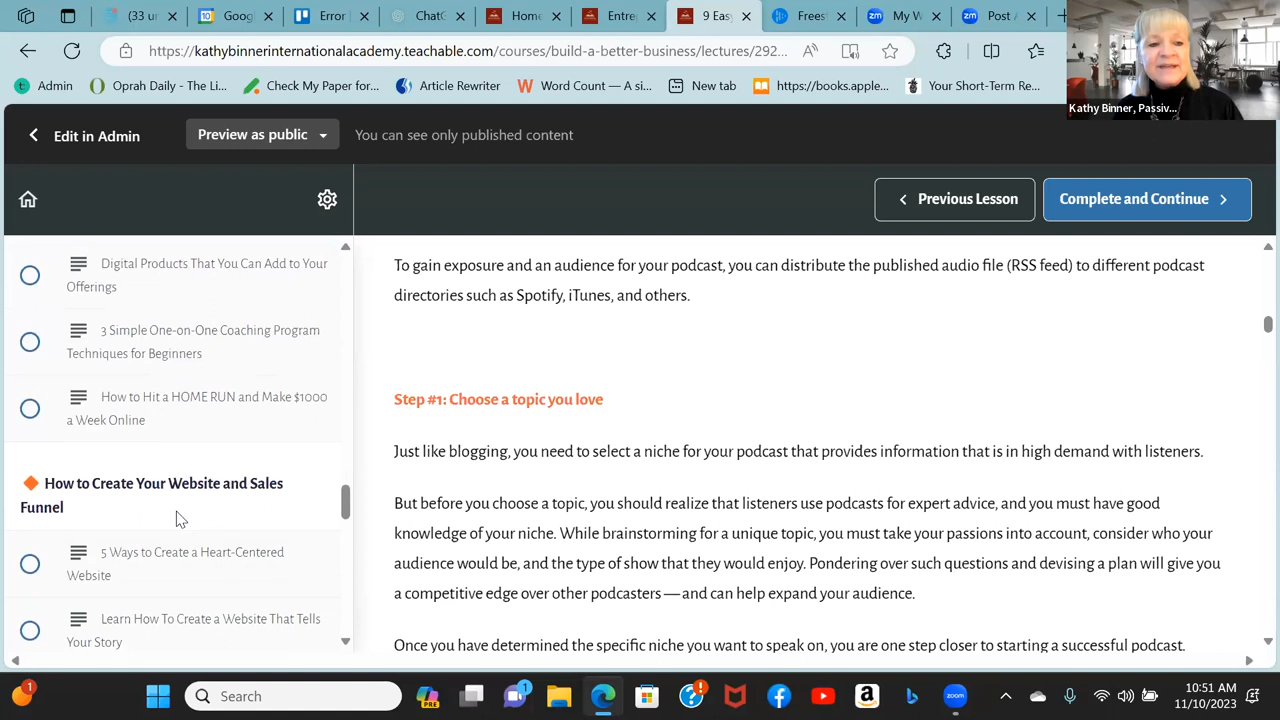 (33 ur
Google
Error
ChatG
Home
Entre
9 Easy
Freesl
My W
Post A
https://kathybinnerinternationalacademy.teachable.com/courses/build-a-better-business/lectures/292...
Admin
Oprah Daily - The Li...
Check My Paper for...
Article Rewriter
Word Count — A si...
New tab
https://books.apple...
Your Short-Term Re...
Kathy Binner, Passiv...
Edit in Admin
Preview as public
You can see only published content
Previous Lesson
Complete and Continue
Digital Products That You Can Add to Your
Offerings
3 Simple One-on-One Coaching Program
Techniques for Beginners
How to Hit a HOME RUN and Make $1000
a Week Online
How to Create Your Website and Sales
Funnel
5 Ways to Create a Heart-Centered
Website
Learn How To Create a Website That Tells
Your Story
To gain exposure and an audience for your podcast, you can distribute the published audio file (RSS feed) to different podcast
directories such as Spotify, iTunes, and others.
Step #1: Choose a topic you love
Just like blogging, you need to select a niche for your podcast that provides information that is in high demand with listeners.
But before you choose a topic, you should realize that listeners use podcasts for expert advice, and you must have good
knowledge of your niche. While brainstorming for a unique topic, you must take your passions into account, consider who your
audience would be, and the type of show that they would enjoy. Pondering over such questions and devising a plan will give you
a competitive edge over other podcasters — and can help expand your audience.
Once you have determined the specific niche you want to speak on, you are one step closer to starting a successful podcast.
1
Search
PRE
1
zoom
10:51 AM
11/10/2023